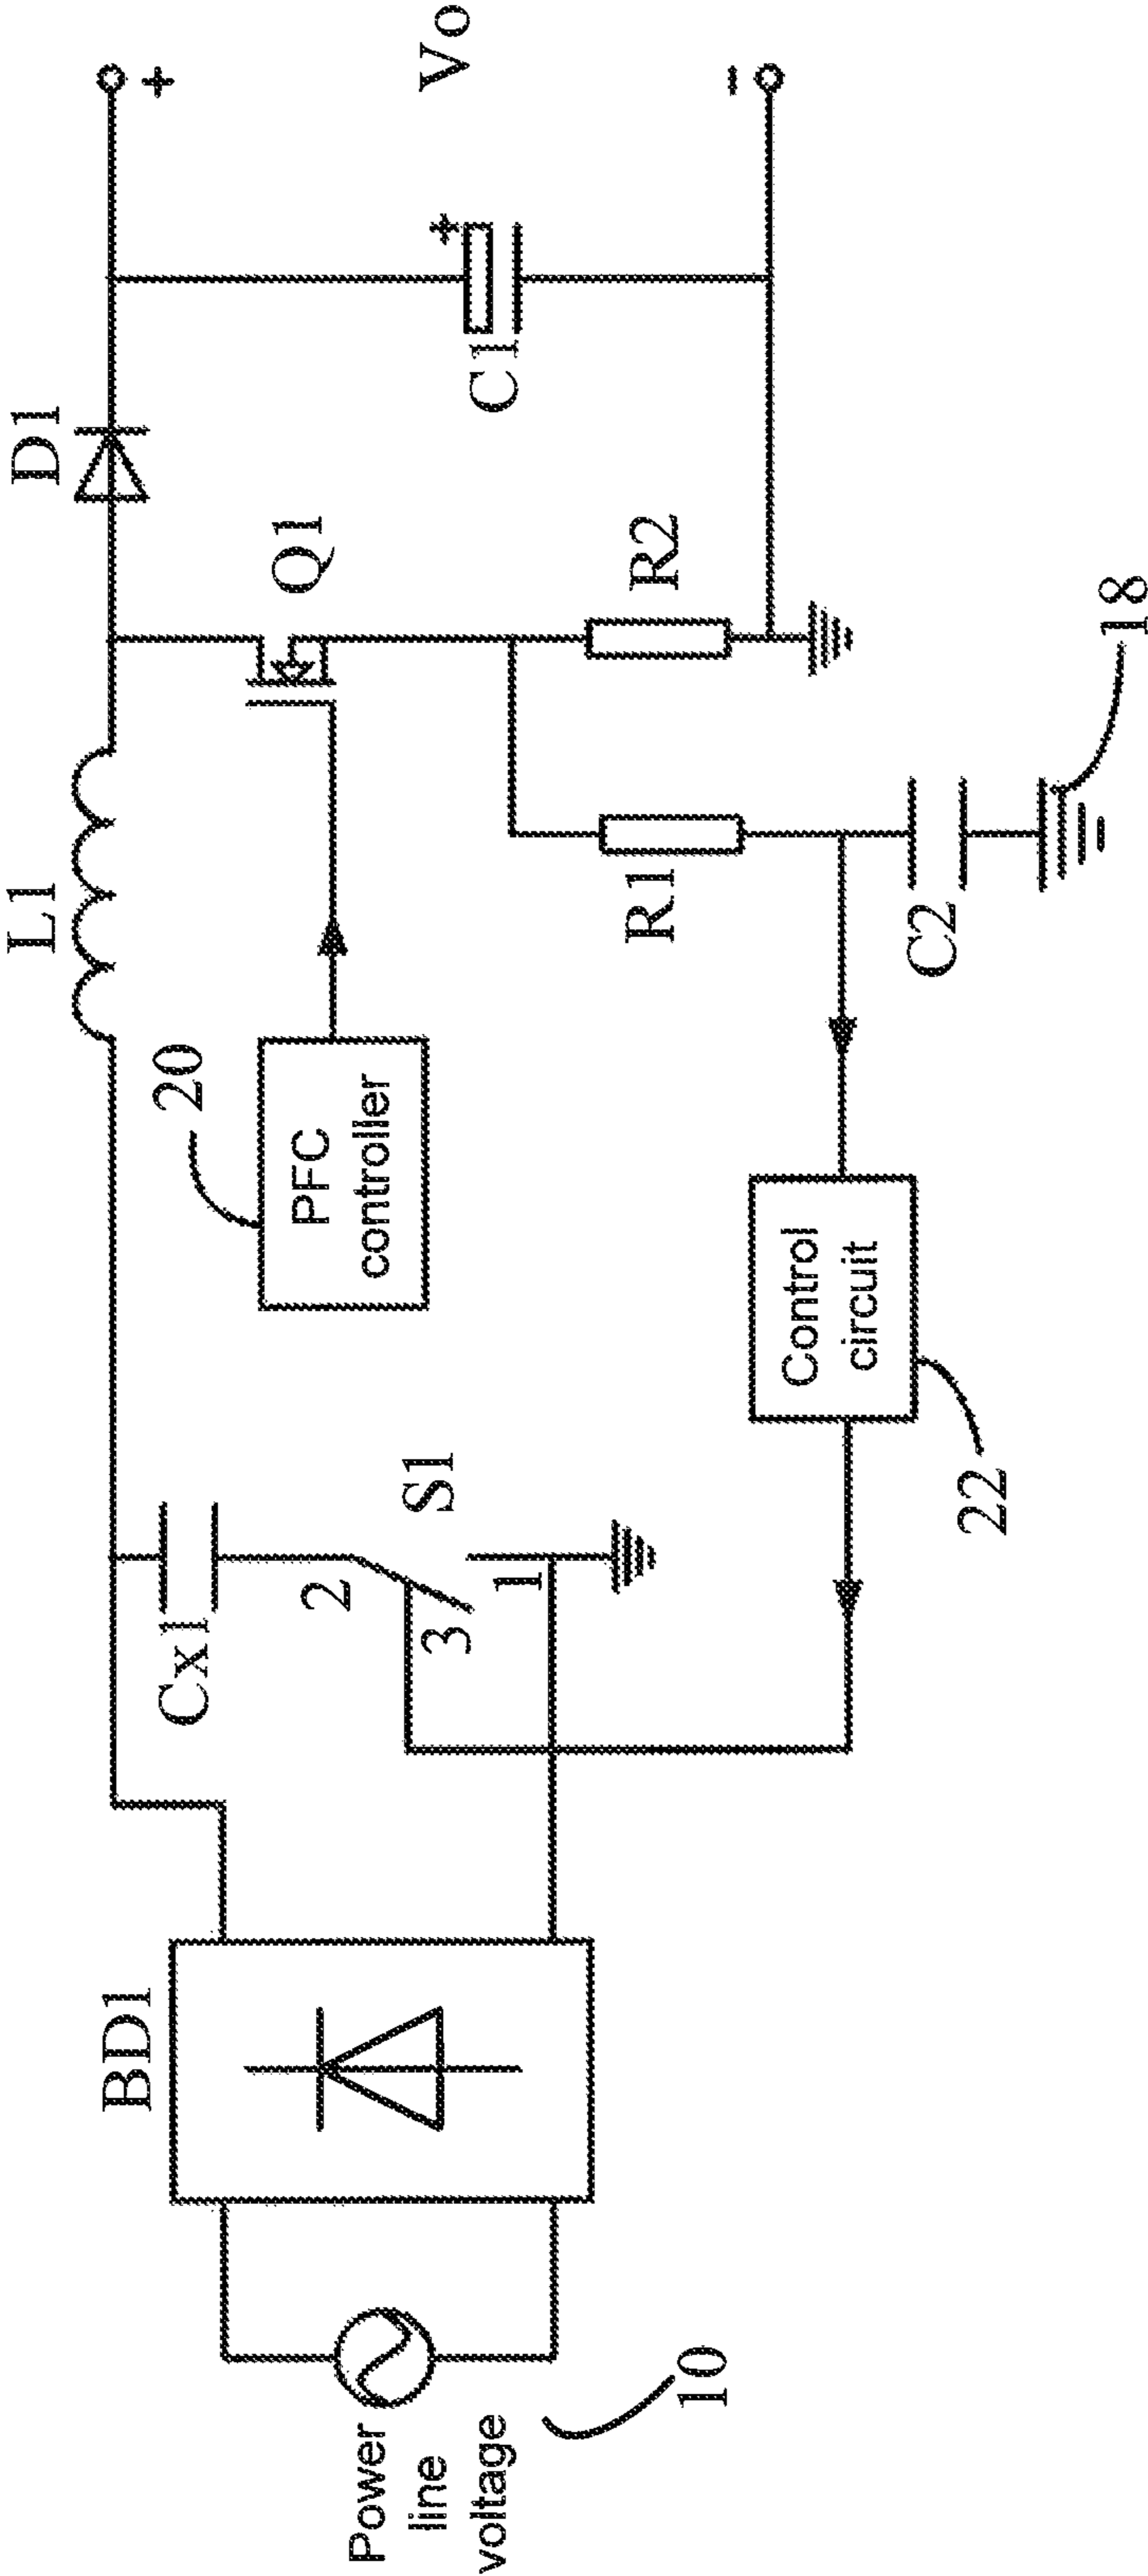 L1
D1
+
20
Q1
Vo
BD1
Cx1
PFC
controller
*
C1
2
S1
3
1
R1
R2
-
Power
line
voltage
10
Control
circuit
C2
22
18